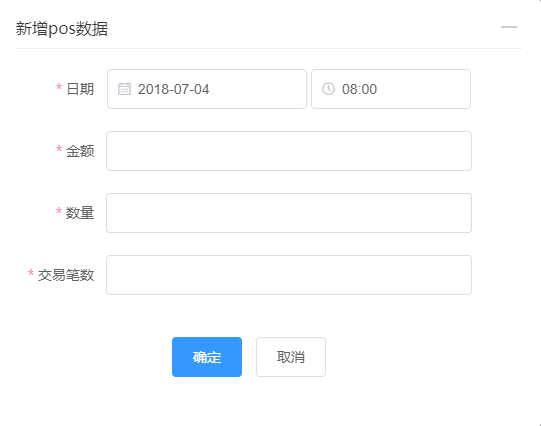 新增pos数据
* 日期 2018-07-04 08:00
* 金额
* 数量
* 交易笔数
确定 取消